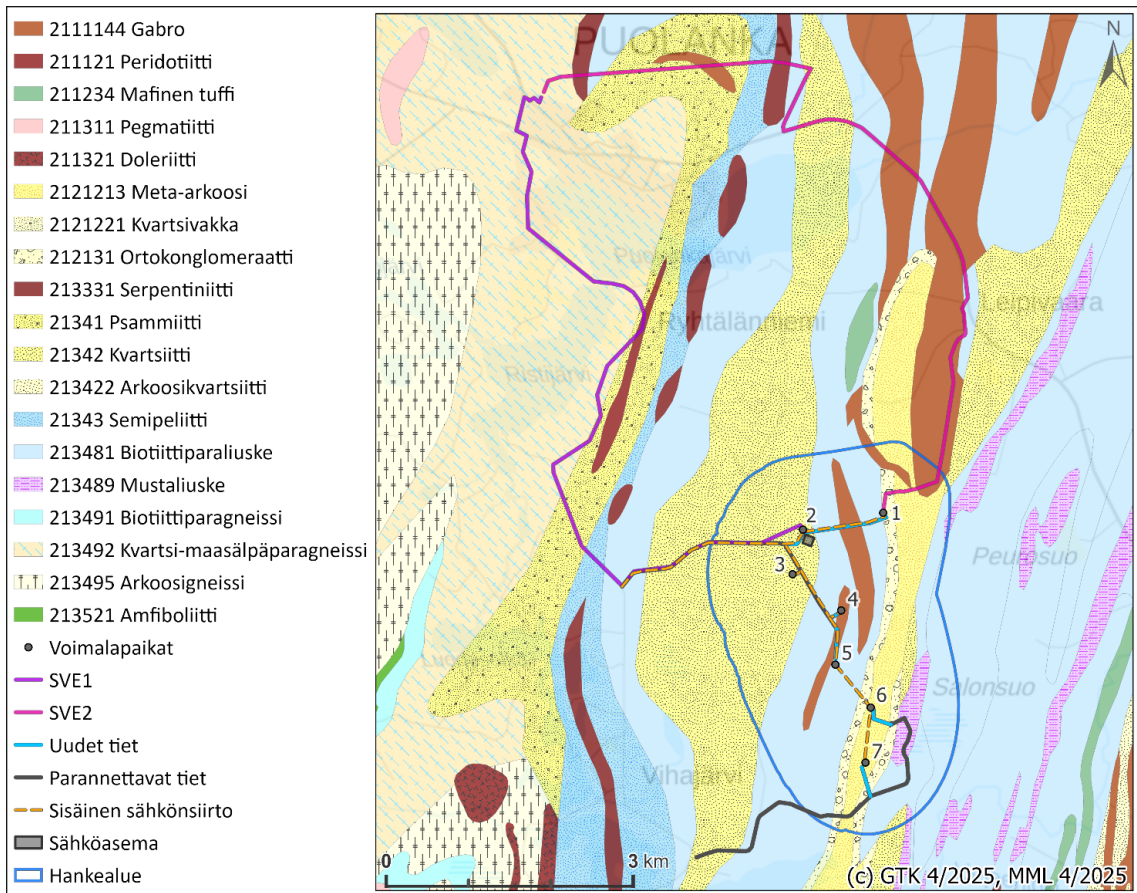 2111144 Gabro
211121 Peridotiitti
211234 Mafinen tuffi
211311 Pegmatiitti
211321 Doleriitti
2121213 Meta-arkoosi
2121221 Kvartsivakka
212131 Ortokonglomeraatti
213331 Serpentiniitti
21341 Psammiitti
21342 Kvartsiitti
213422 Arkoosikvartsiitti
21343 Semipeliitti
213481 Biotiittiparaliuske
213489 Mustaliuske
213491 Biotiittiparagneissi
213492 Kvartsi-maasälpäparagneissi
213495 Arkoosigneissi
213521 Amfiboliitti
Voimalapaikat
SVE1
SVE2
Uudet tiet
Parannettavat tiet
Sisäinen sähkönsiirto
Sähköasema
Hankealue
PUOLANKA
N
Leipivaara
Ryhtälänniemi
1
2
3
4
5
6
7
Peurosuo
Salonsuo
Vihajärvi
0 3 km
(c) GTK 4/2025, MML 4/2025